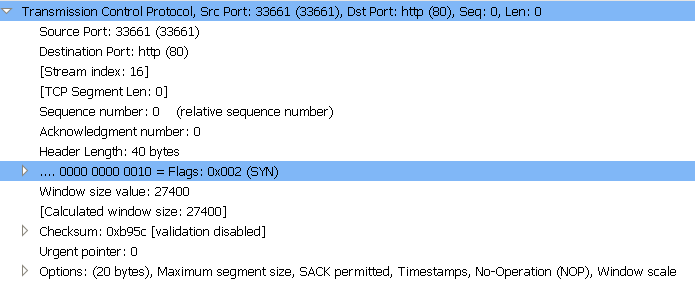 Transmission Control Protocol, Src Port: 33661 (33661), Dst Port: http (80), Seq: 0, Len: 0
Source Port: 33661 (33661)
Destination Port: http (80)
[Stream index: 16]
[TCP Segment Len: 0]
Sequence number: 0    (relative sequence number)
Acknowledgment number: 0
Header Length: 40 bytes
.... 0000 0000 0010 = Flags: 0x002 (SYN)
Window size value: 27400
[Calculated window size: 27400]
Checksum: 0xb95c [validation disabled]
Urgent pointer: 0
Options: (20 bytes), Maximum segment size, SACK permitted, Timestamps, No-Operation (NOP), Window scale